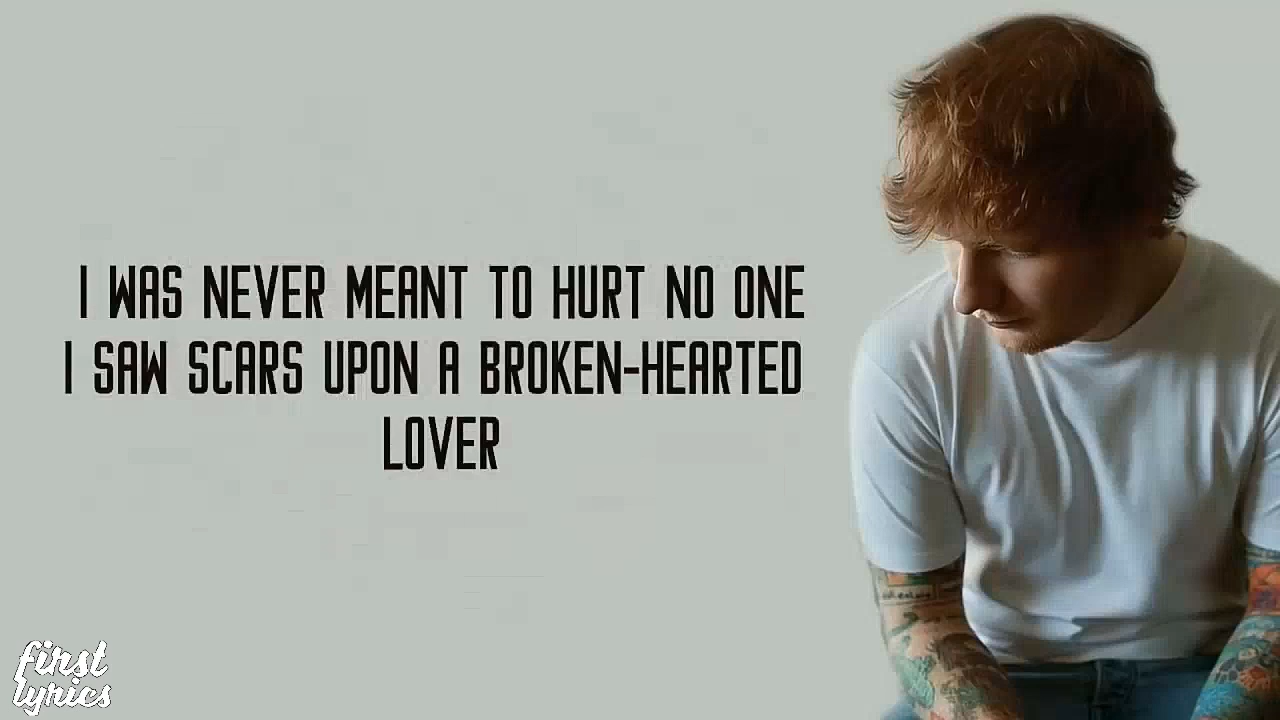 I WAS NEVER MEANT TO HURT NO ONE
I SAW SCARS UPON A BROKEN-HEARTED
LOVER
first
lyrics